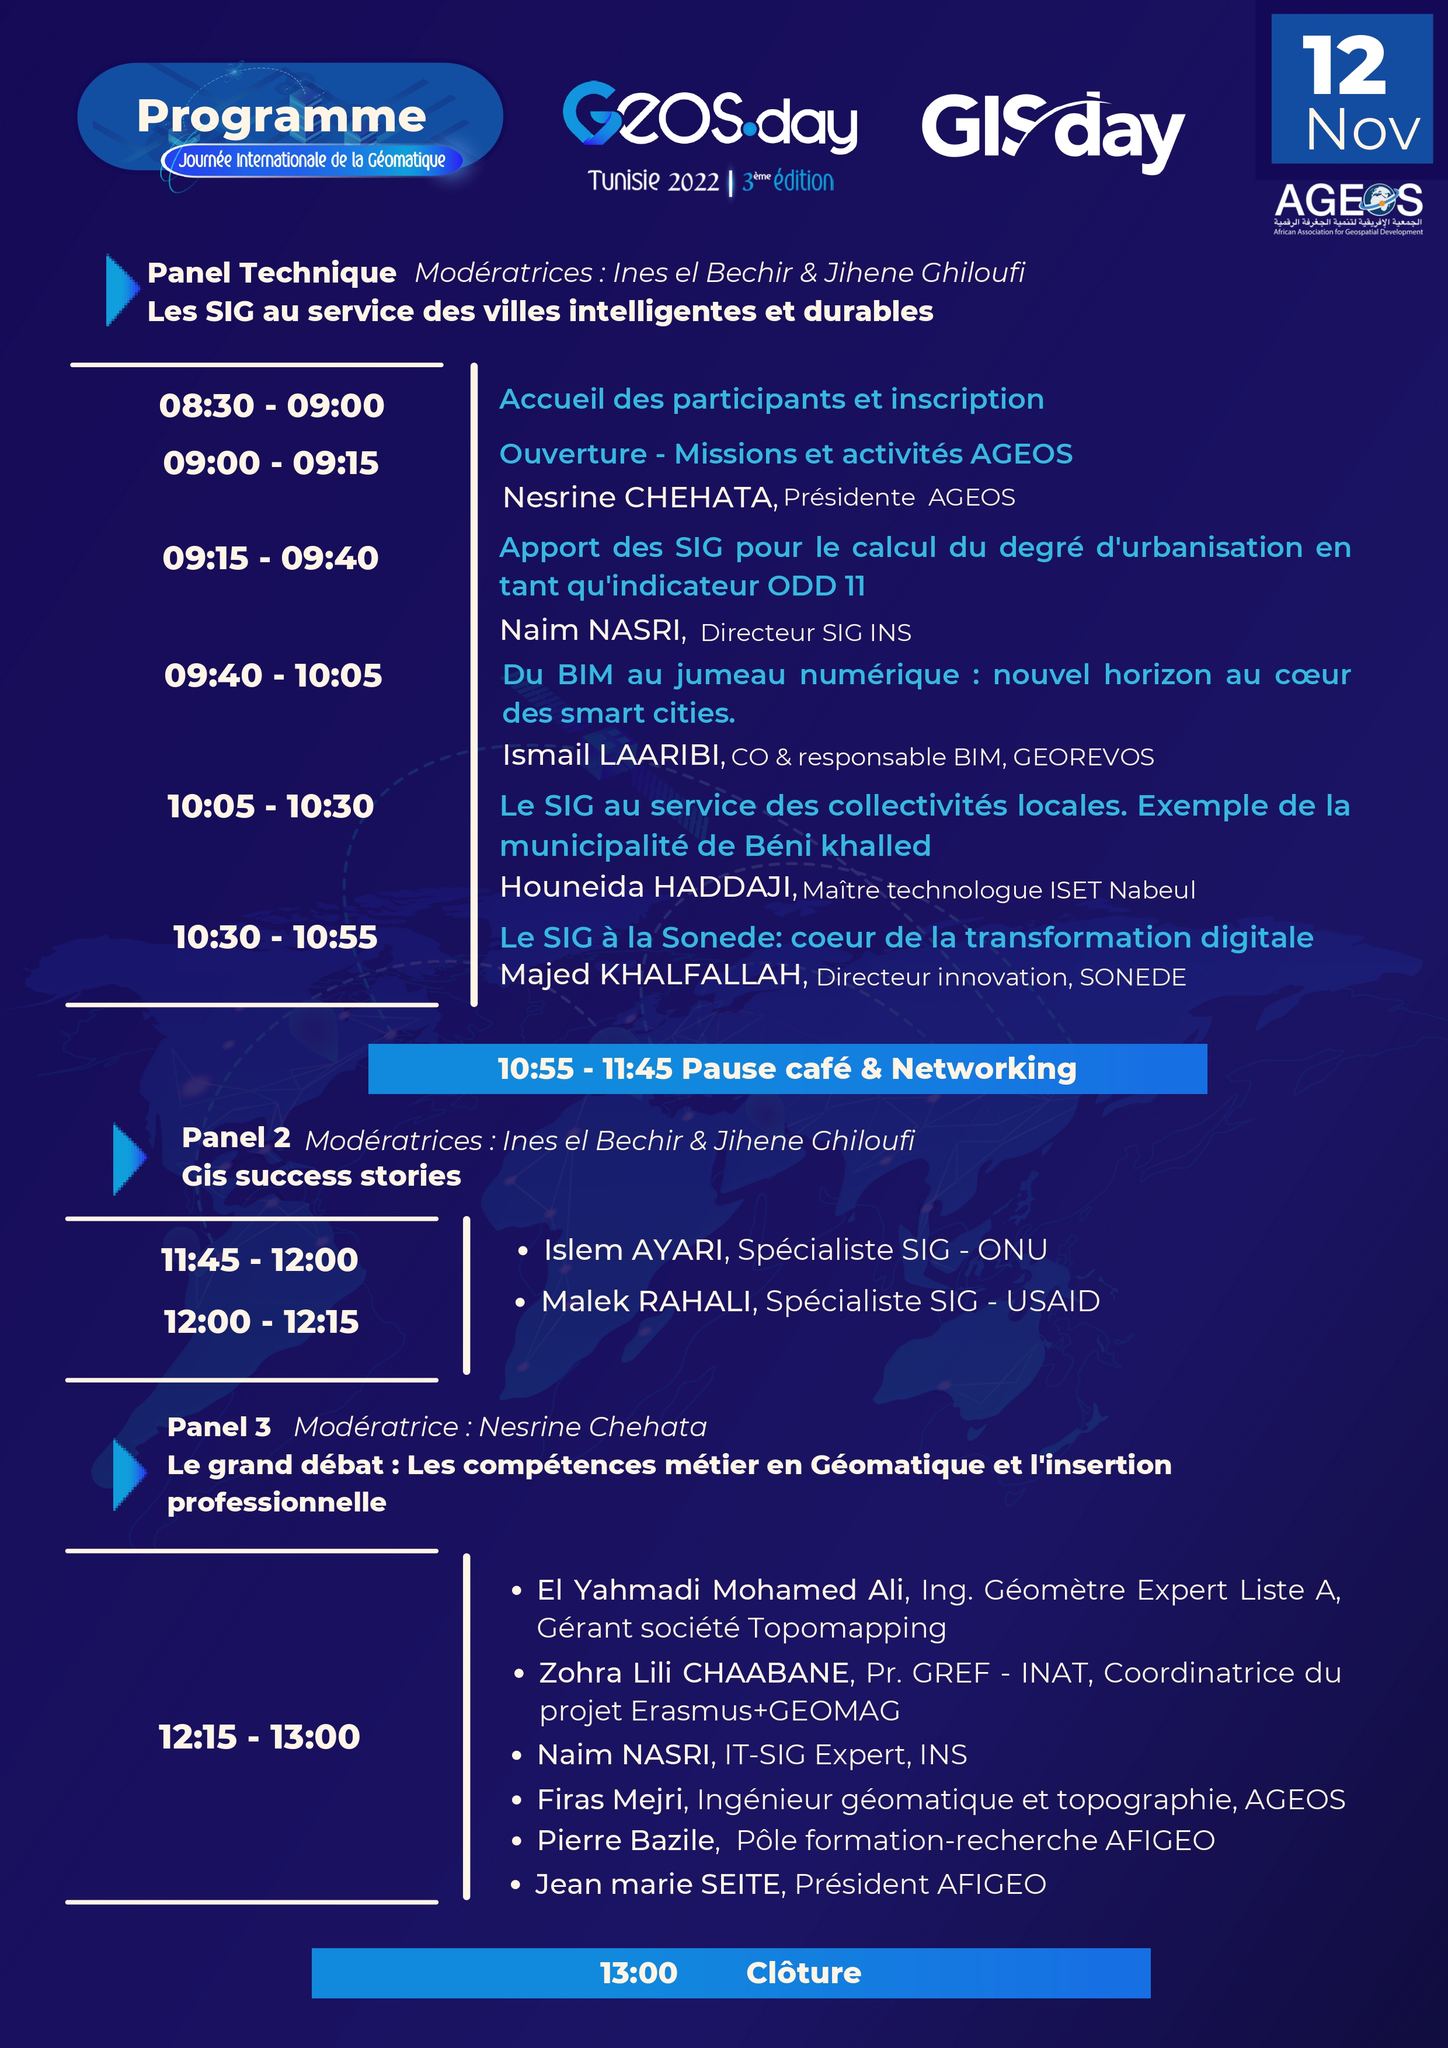 Programme
Journée Internationale de la Géomatique
Geos.day
Tunisie 2022 | 3ème édition
GISday
12
Nov
AGEOS
الجمعية الإفريقية لتنمية الجغرفة الرقمية
African Association for Geospatial Development
Panel Technique Modératrices : Ines el Bechir & Jihene Ghiloufi
Les SIG au service des villes intelligentes et durables
08:30 - 09:00 Accueil des participants et inscription
09:00 - 09:15 Ouverture - Missions et activités AGEOS
Nesrine CHEHATA, Présidente AGEOS
09:15 - 09:40 Apport des SIG pour le calcul du degré d'urbanisation en
tant qu'indicateur ODD 11
Naim NASRI, Directeur SIG INS
09:40 - 10:05 Du BIM au jumeau numérique : nouvel horizon au cœur
des smart cities.
Ismail LAARIBI, CO & responsable BIM, GEOREVOS
10:05 - 10:30 Le SIG au service des collectivités locales. Exemple de la
municipalité de Béni khalled
Houneida HADDAJI, Maître technologue ISET Nabeul
10:30 - 10:55 Le SIG à la Sonede: coeur de la transformation digitale
Majed KHALFALLAH, Directeur innovation, SONEDE
10:55 - 11:45 Pause café & Networking
Panel 2 Modératrices : Ines el Bechir & Jihene Ghiloufi
Gis success stories
11:45 - 12:00 • Islem AYARI, Spécialiste SIG - ONU
12:00 - 12:15 • Malek RAHALI, Spécialiste SIG - USAID
Panel 3 Modératrice : Nesrine Chehata
Le grand débat : Les compétences métier en Géomatique et l'insertion
professionnelle
12:15 - 13:00
• El Yahmadi Mohamed Ali, Ing. Géomètre Expert Liste A,
Gérant société Topomapping
• Zohra Lili CHAABANE, Pr. GREF - INAT, Coordinatrice du
projet Erasmus+GEOMAG
• Naim NASRI, IT-SIG Expert, INS
• Firas Mejri, Ingénieur géomatique et topographie, AGEOS
• Pierre Bazile, Pôle formation-recherche AFIGEO
• Jean marie SEITE, Président AFIGEO
13:00 Clôture